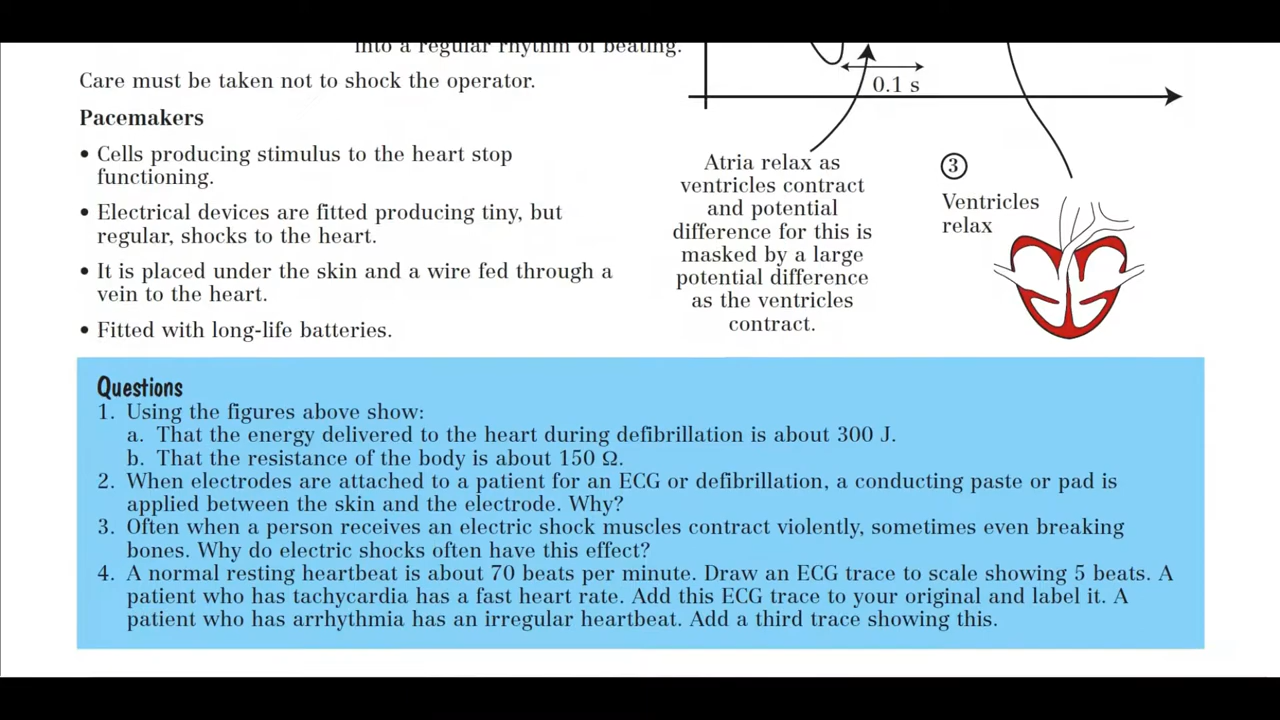 into a regular rhythm of beating.
Care must be taken not to shock the operator.
Pacemakers
• Cells producing stimulus to the heart stop
functioning.
• Electrical devices are fitted producing tiny, but
regular, shocks to the heart.
• It is placed under the skin and a wire fed through a
vein to the heart.
• Fitted with long-life batteries.
0.1 s
Atria relax as
ventricles contract
and potential
difference for this is
masked by a large
potential difference
as the ventricles
contract.
3
Ventricles
relax
Questions
1. Using the figures above show:
a. That the energy delivered to the heart during defibrillation is about 300 J.
b. That the resistance of the body is about 150 Ω.
2. When electrodes are attached to a patient for an ECG or defibrillation, a conducting paste or pad is
applied between the skin and the electrode. Why?
3. Often when a person receives an electric shock muscles contract violently, sometimes even breaking
bones. Why do electric shocks often have this effect?
4. A normal resting heartbeat is about 70 beats per minute. Draw an ECG trace to scale showing 5 beats. A
patient who has tachycardia has a fast heart rate. Add this ECG trace to your original and label it. A
patient who has arrhythmia has an irregular heartbeat. Add a third trace showing this.